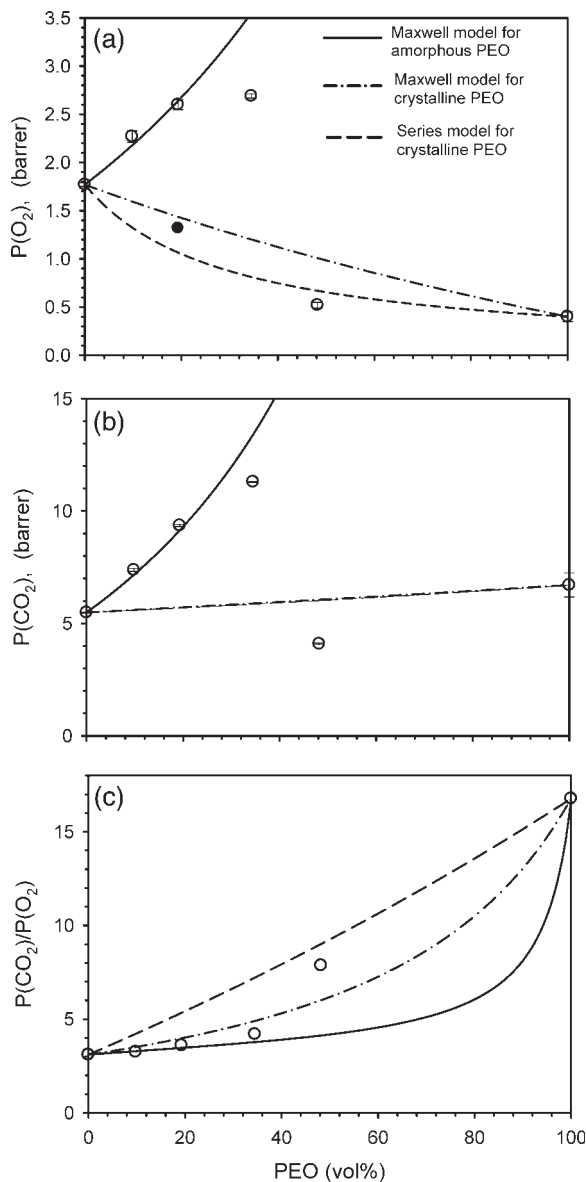 (a)
Maxwell model for
amorphous PEO
Maxwell model for
crystalline PEO
Series model for
crystalline PEO
3.5
3.0
2.5
2.0
1.5
1.0
0.5
0.0
P(O₂), (barrer)
(b)
15
10
5
0
P(CO₂), (barrer)
(c)
15
10
5
0
P(CO₂)/P(O₂)
0 20 40 60 80 100
PEO (vol%)